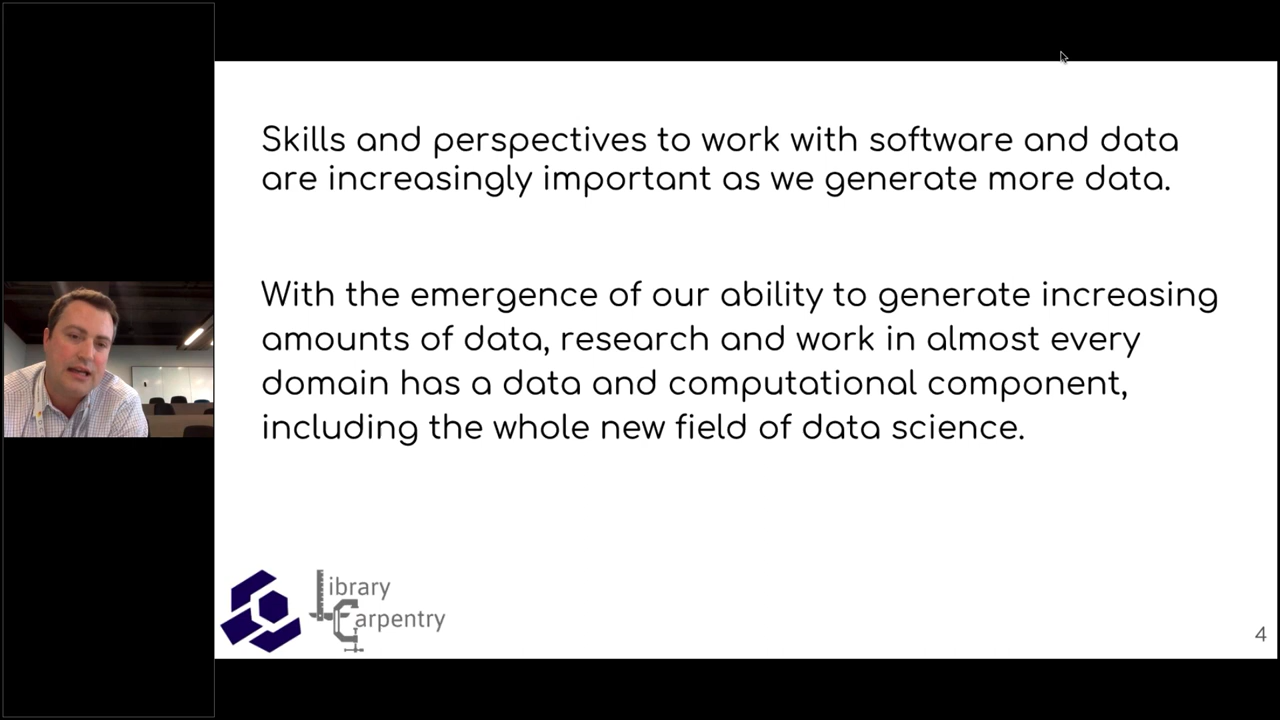 Skills and perspectives to work with software and data
are increasingly important as we generate more data.
With the emergence of our ability to generate increasing
amounts of data, research and work in almost every
domain has a data and computational component,
including the whole new field of data science.
Library
Carpentry
4